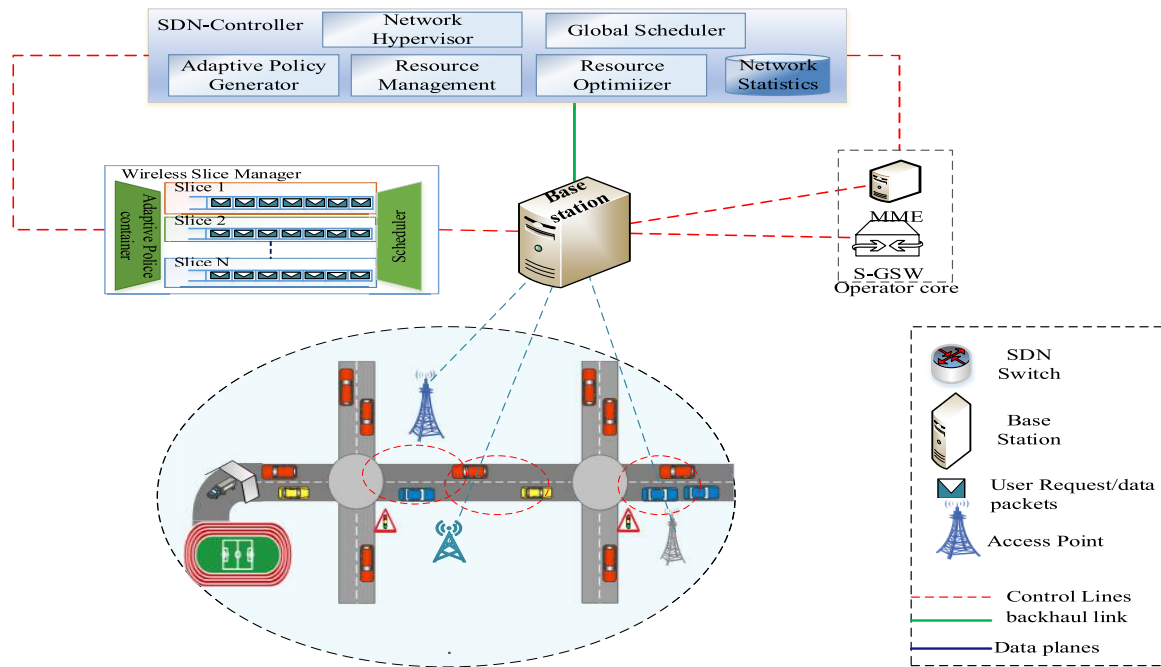 SDN-Controller
Network
Hypervisor
Global Scheduler
Adaptive Policy
Generator
Resource
Management
Resource
Optimiizer
Network
Statistics
Wireless Slice Manager
Adaptive Police
container
Slice 1
Slice 2
Slice N
Scheduler
Base
station
MME
S-GSW
Operator core
SDN
Switch
Base
Station
User Request/data
packets
Access Point
Control Lines
backhaul link
Data planes